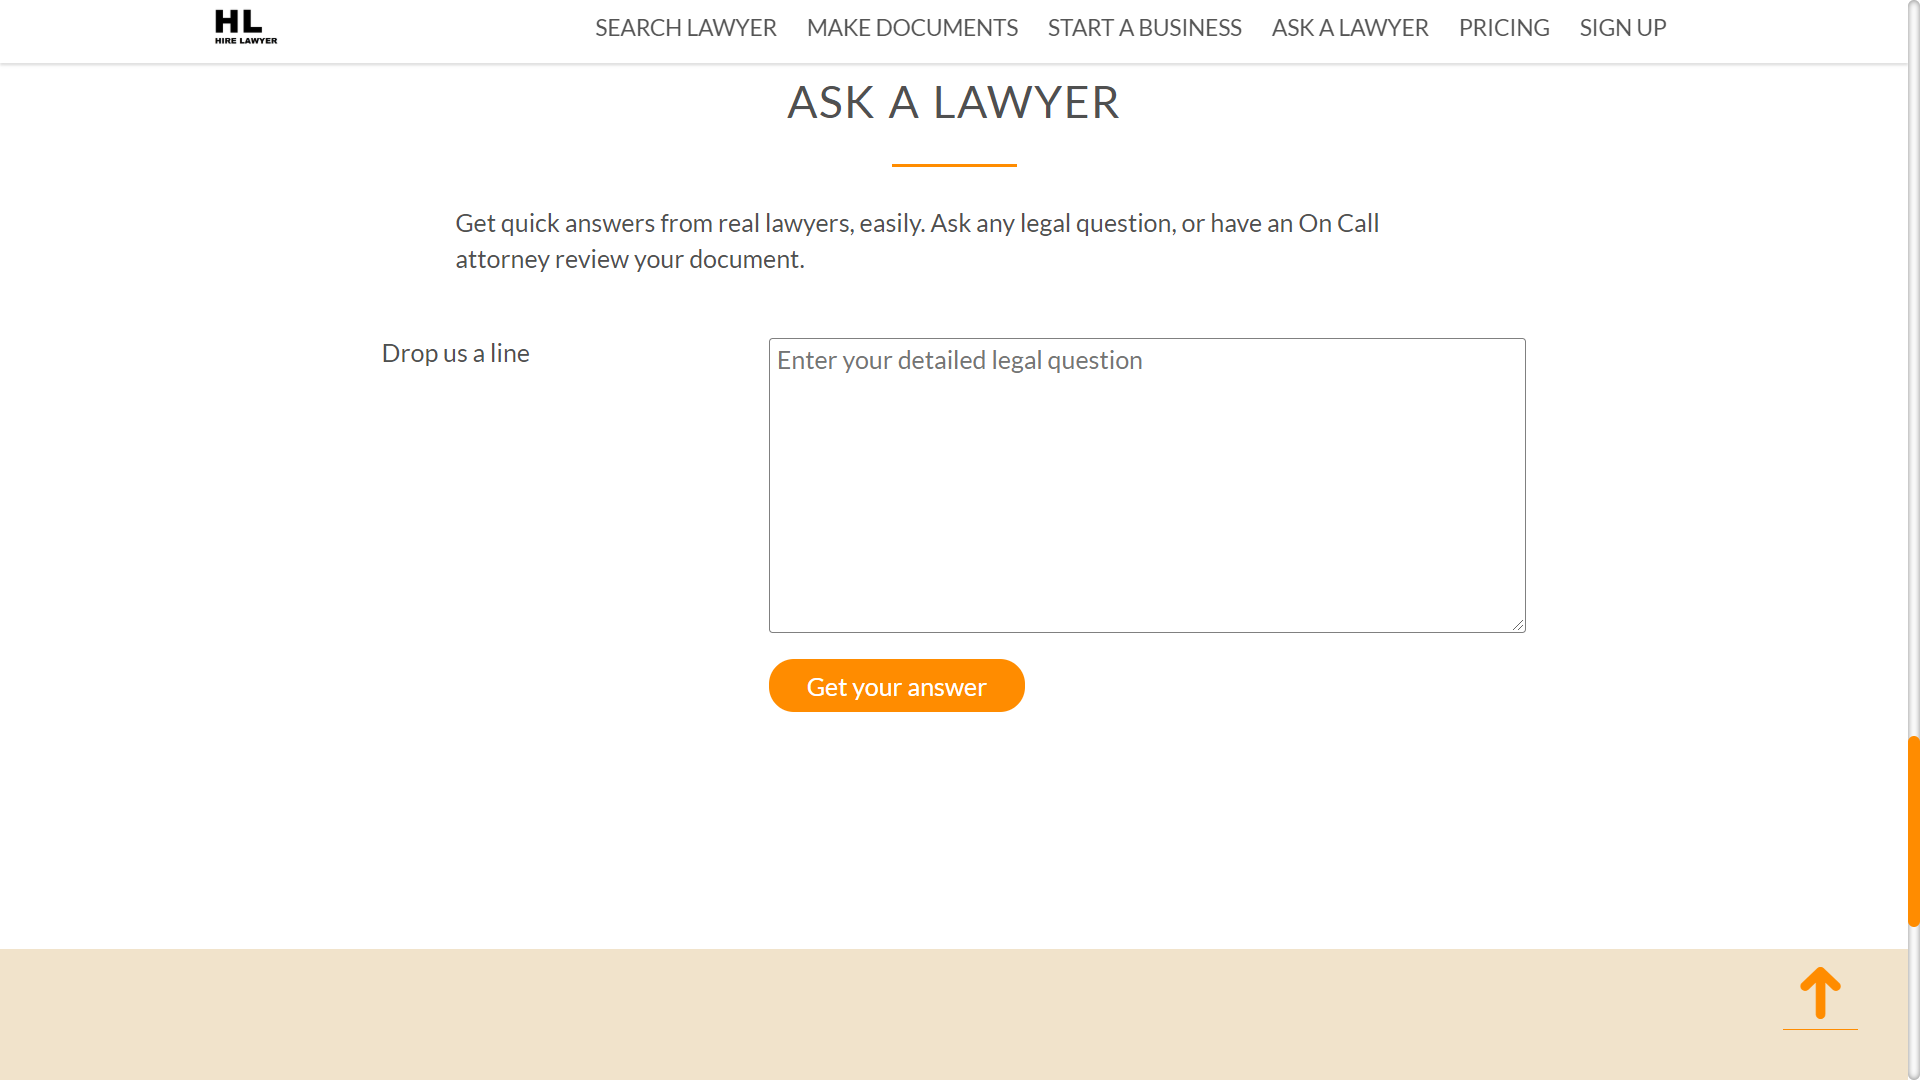 HL
HIRE LAWYER
SEARCH LAWYER MAKE DOCUMENTS START A BUSINESS ASK A LAWYER PRICING SIGN UP
ASK A LAWYER
Get quick answers from real lawyers, easily. Ask any legal question, or have an On Call
attorney review your document.
Drop us a line
Enter your detailed legal question
Get your answer